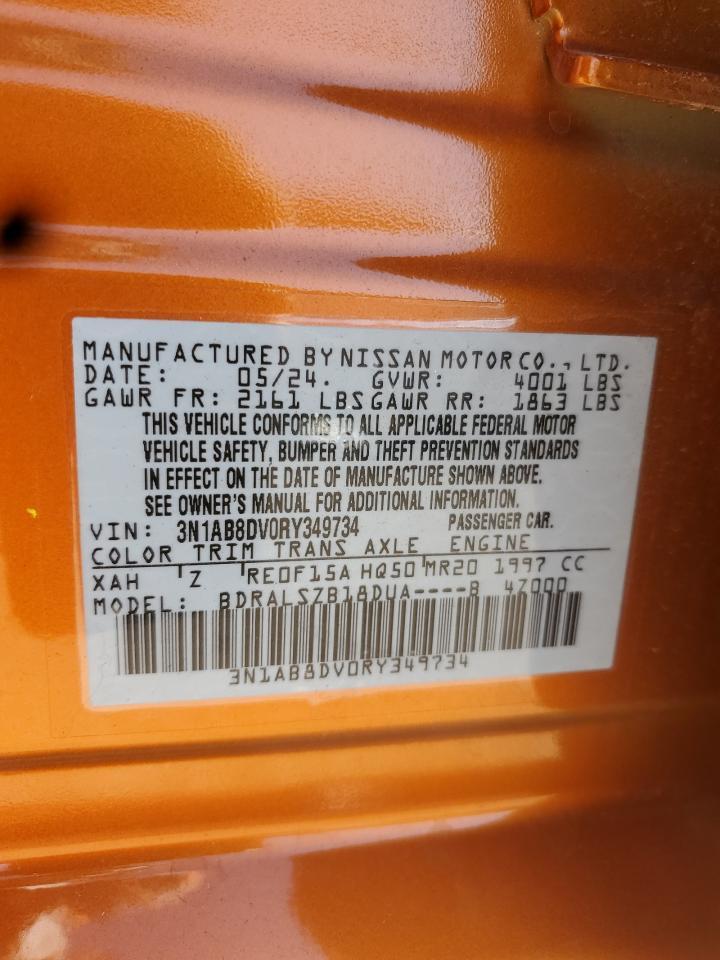 MANUFACTURED BY NISSAN MOTOR CO., LTD.
DATE: 05/24. GVWR: 4001 LBS
GAWR FR: 2161 LBS GAWR RR: 1863 LBS
THIS VEHICLE CONFORMS TO ALL APPLICABLE FEDERAL MOTOR
VEHICLE SAFETY, BUMPER AND THEFT PREVENTION STANDARDS
IN EFFECT ON THE DATE OF MANUFACTURE SHOWN ABOVE.
SEE OWNER'S MANUAL FOR ADDITIONAL INFORMATION.
VIN: 3N1AB8DV0RY349734 PASSENGER CAR.
COLOR TRIM TRANS AXLE ENGINE
XAH Z RE0F15A HQ50 MR20 1997 CC
MODEL: BDRALSZB18DUA----B 4Z000
3N1AB8DV0RY349734